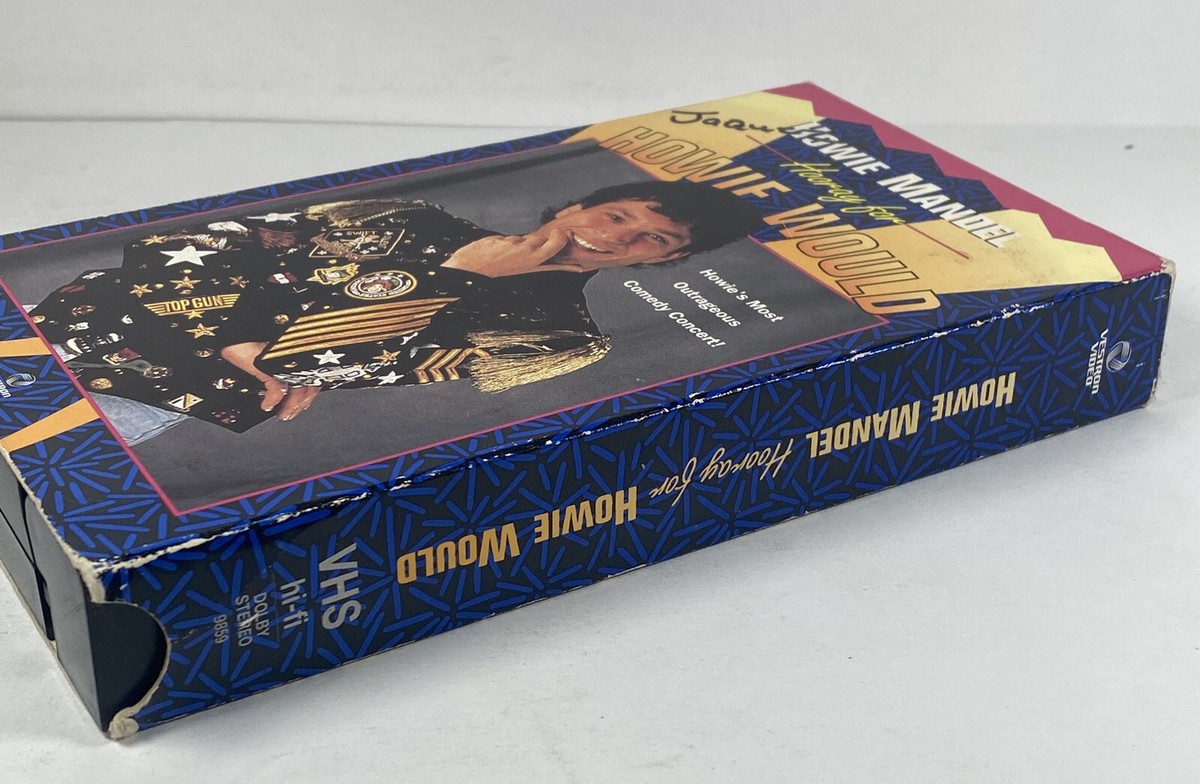 HOWIE MANDEL
Hooray for
HOWIE WOULD
Howie's Most
Outrageous
Comedy Concert!
SWIFT
TOP GUN
VESTRON
VIDEO
HOWIE MANDEL Hooray for HOWIE WOULD
VHS
hi-fi
DOLBY
STEREO
9859